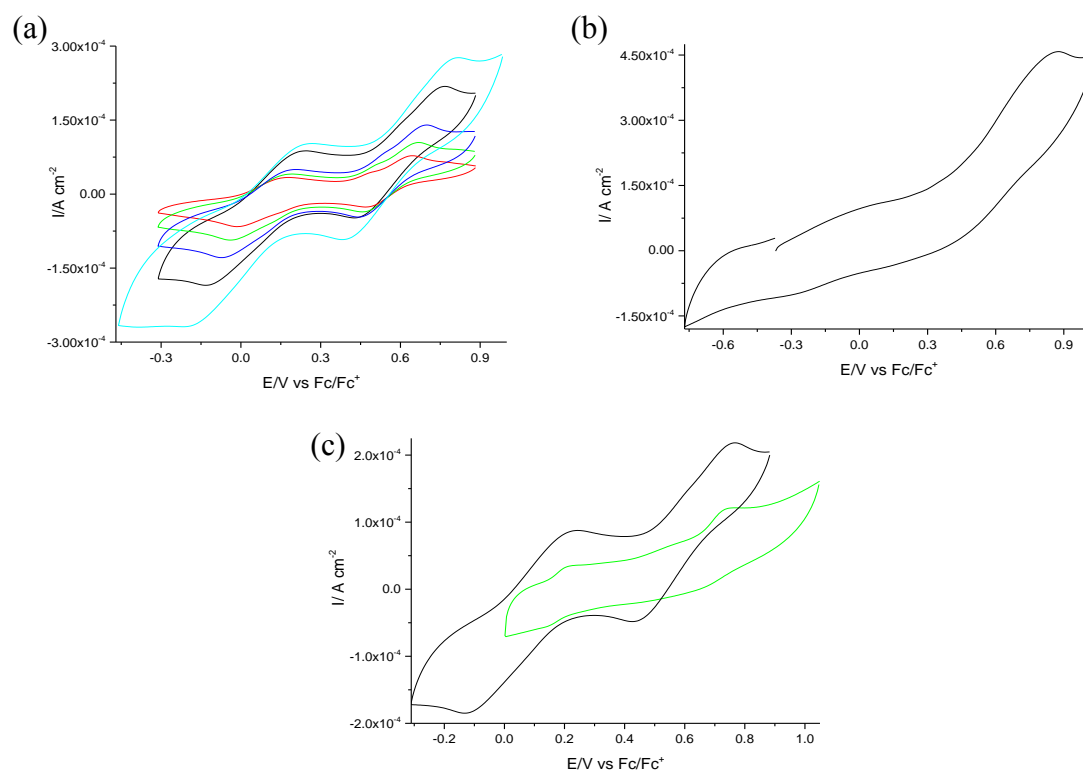 (a)
3.00x10⁻⁴
1.50x10⁻⁴
0.00
-1.50x10⁻⁴
-3.00x10⁻⁴
I/A cm⁻²
-0.3 0.0 0.3 0.6 0.9
E/V vs Fc/Fc⁺
(b)
4.50x10⁻⁴
3.00x10⁻⁴
1.50x10⁻⁴
0.00
-1.50x10⁻⁴
I/ A cm⁻²
-0.6 -0.3 0.0 0.3 0.6 0.9
E/V vs Fc/Fc⁺
(c)
2.0x10⁻⁴
1.0x10⁻⁴
0.0
-1.0x10⁻⁴
-2.0x10⁻⁴
I/ A cm⁻²
-0.2 0.0 0.2 0.4 0.6 0.8 1.0
E/V vs Fc/Fc⁺